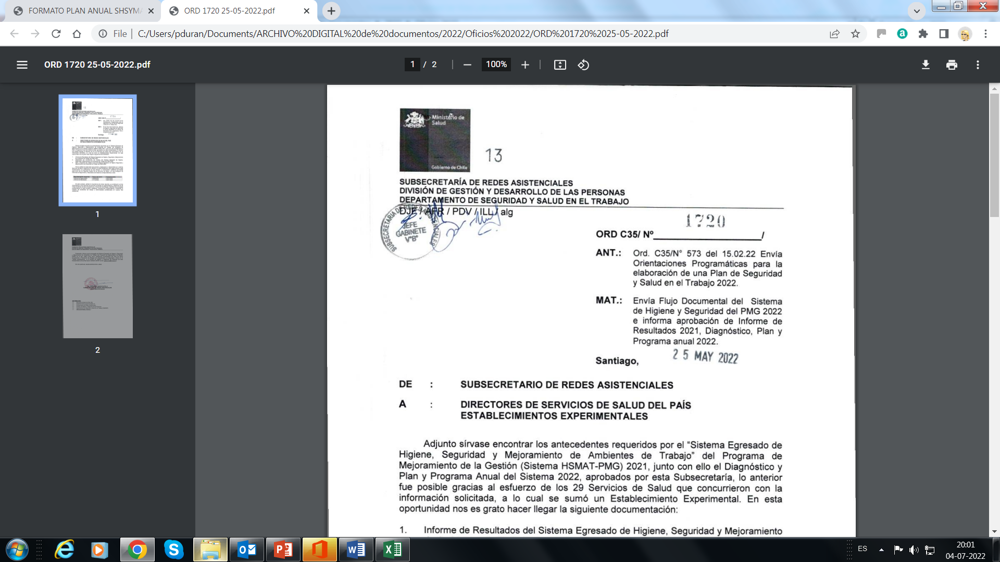 FORMATO PLAN ANUAL SHSYMA
ORD 1720 25-05-2022.pdf
File
C:/Users/pduran/Documents/ARCHIVO%20DIGITAL%20de%20documentos/2022/Oficios%202022/ORD%201720%2025-05-2022.pdf
ORD 1720 25-05-2022.pdf
1 / 2
100%
1
2
Ministerio de
Salud
Gobierno de Chile
13
SUBSECRETARÍA DE REDES ASISTENCIALES
DIVISIÓN DE GESTIÓN Y DESARROLLO DE LAS PERSONAS
DEPARTAMENTO DE SEGURIDAD Y SALUD EN EL TRABAJO
DJF / AFR / PDV / ILL / alg
SUBSECRETARIA DE REDES ASISTENCIALES
JEFE
GABINETE
V°B°
1720
ORD C35/ Nº____________________/
ANT.: Ord. C35/N° 573 del 15.02.22 Envía
Orientaciones Programáticas para la
elaboración de una Plan de Seguridad
y Salud en el Trabajo 2022.
MAT.: Envía Flujo Documental del Sistema
de Higiene y Seguridad del PMG 2022
e informa aprobación de Informe de
Resultados 2021, Diagnóstico, Plan y
Programa anual 2022.
Santiago, 25 MAY 2022
DE : SUBSECRETARIO DE REDES ASISTENCIALES
A : DIRECTORES DE SERVICIOS DE SALUD DEL PAÍS
ESTABLECIMIENTOS EXPERIMENTALES
Adjunto sírvase encontrar los antecedentes requeridos por el “Sistema Egresado de
Higiene, Seguridad y Mejoramiento de Ambientes de Trabajo” del Programa de
Mejoramiento de la Gestión (Sistema HSMAT-PMG) 2021, junto con ello el Diagnóstico y
Plan y Programa Anual del Sistema 2022, aprobados por esta Subsecretaría, lo anterior
fue posible gracias al esfuerzo de los 29 Servicios de Salud que concurrieron con la
información solicitada, a lo cual se sumó un Establecimiento Experimental. En esta
oportunidad nos es grato hacer llegar la siguiente documentación:
1. Informe de Resultados del Sistema Egresado de Higiene, Seguridad y Mejoramiento
ES
20:01
04-07-2022